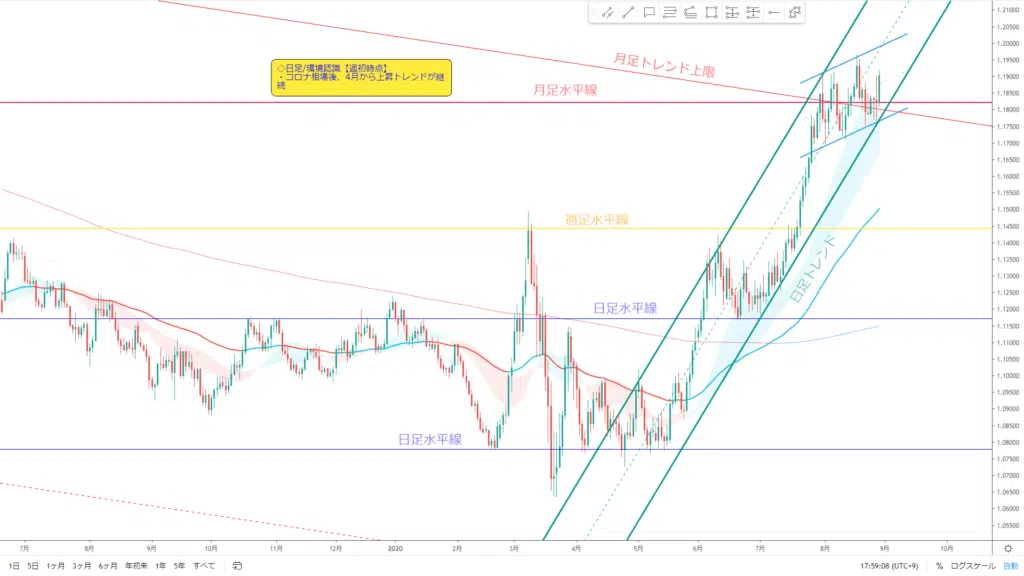 ◇日足/環境認識【週初時点】
・コロナ相場後、4月から上昇トレンドが継
続
月足トレンド上限
月足水平線
週足水平線
日足水平線
日足水平線
日足トレンド
1.21000
1.20500
1.20000
1.19500
1.19000
1.18500
1.18000
1.17500
1.17000
1.16500
1.16000
1.15500
1.15000
1.14500
1.14000
1.13500
1.13000
1.12500
1.12000
1.11500
1.11000
1.10500
1.10000
1.09500
1.09000
1.08500
1.08000
1.07500
1.07000
1.06500
1.06000
1.05500
7月 8月 9月 10月 11月 12月 2020 2月 3月 4月 5月 6月 7月 8月 9月 10月
1日 5日 1ヶ月 3ヶ月 6ヶ月 年初来 1年 5年 すべて 17:59:08 (UTC+9) % ログスケール 自動